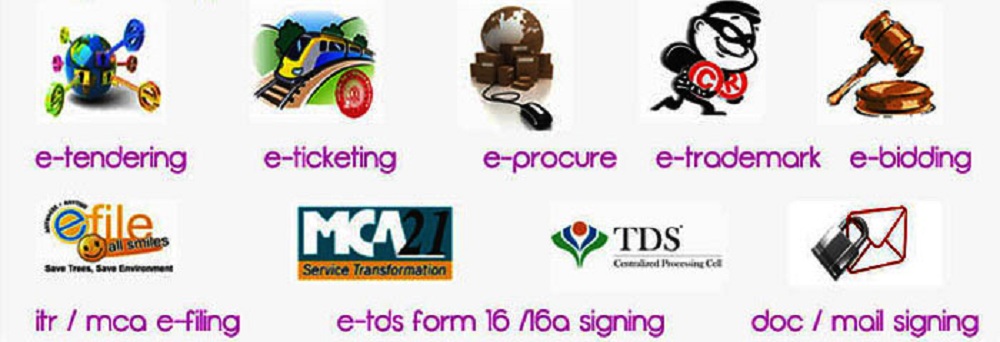 e-tendering
e-ticketing
e-procure
e-trademark
e-bidding
efile
all smiles
Save Trees, Save Environment
MCA21
Service Transformation
TDS
Centralized Processing Cell
itr / mca e-filing
e-tds form 16 /16a signing
doc / mail signing